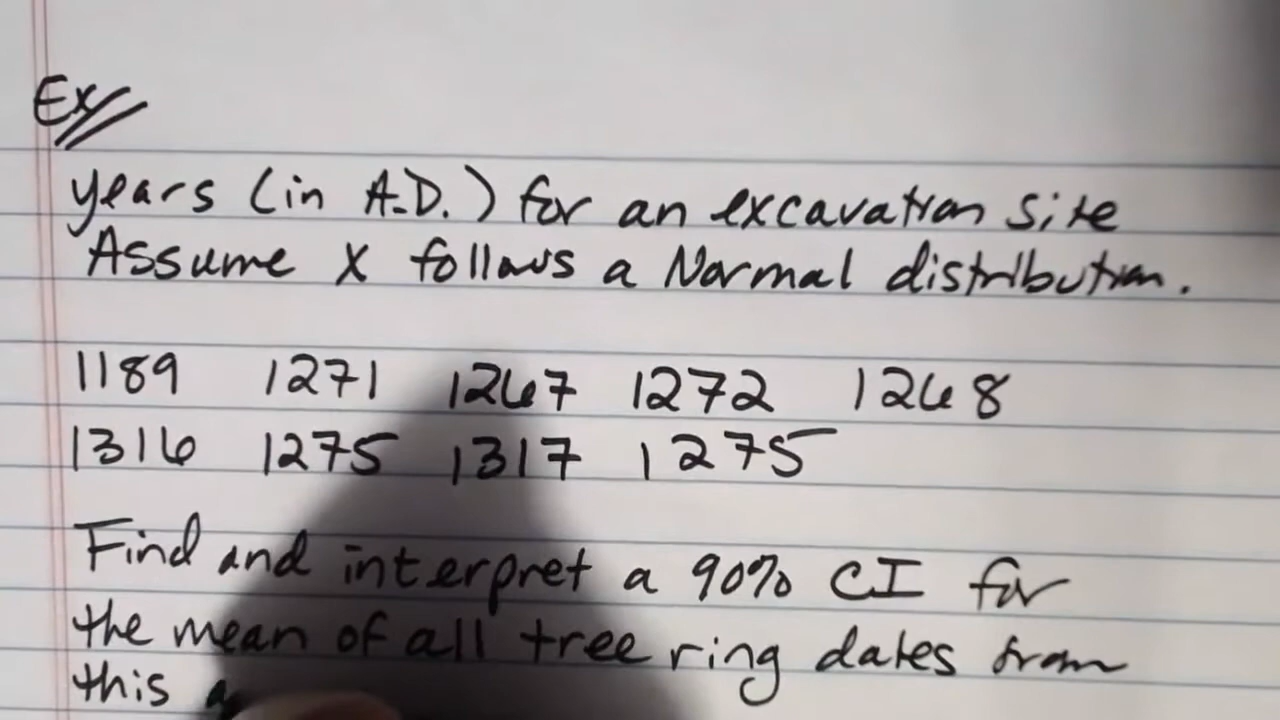 Ex
years (in A.D.) for an excavation site
Assume X follows a Normal distribution.
1189 1271 1267 1272 1268
1316 1275 1317 1275
Find and interpret a 90% CI for
the mean of all tree ring dates from
this